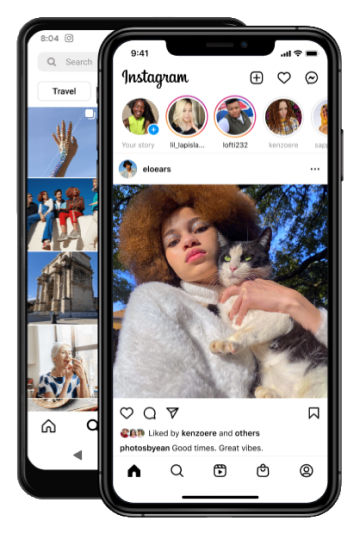 8:04
Search
Travel
9:41
Instagram
Your story
lil_lapisla...
lofti232
kenzoere
eloears
Liked by kenzoere and others
photosbyean Good times. Great vibes.